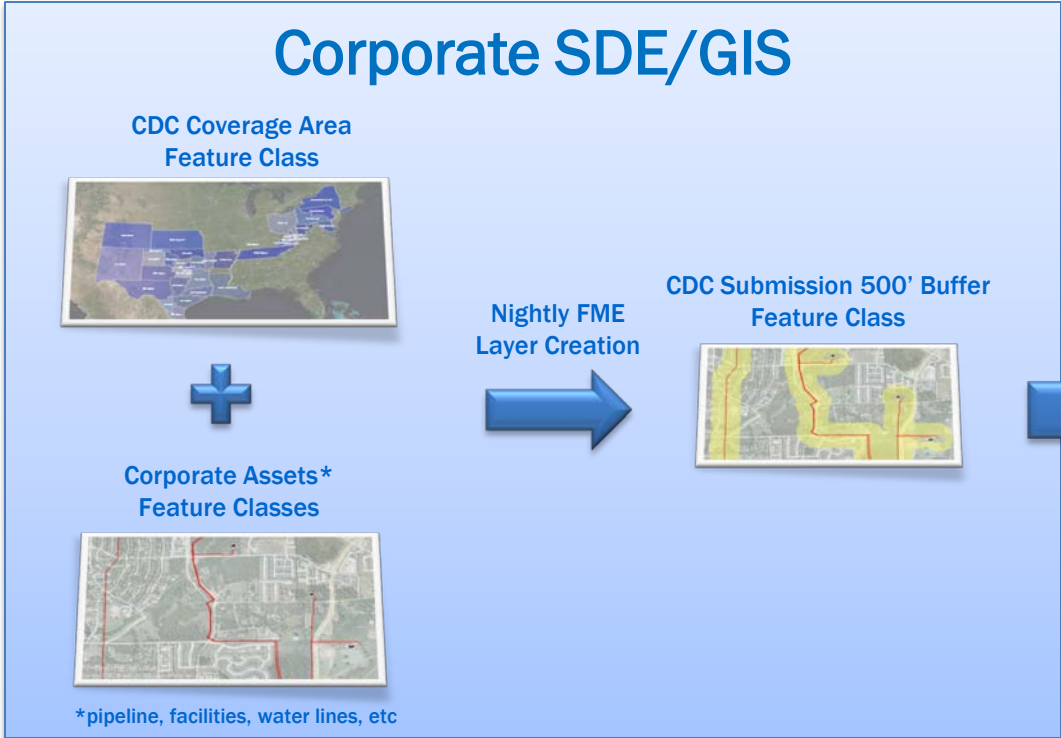 Corporate SDE/GIS
CDC Coverage Area
Feature Class
Nightly FME
Layer Creation
CDC Submission 500’ Buffer
Feature Class
Corporate Assets*
Feature Classes
*pipeline, facilities, water lines, etc